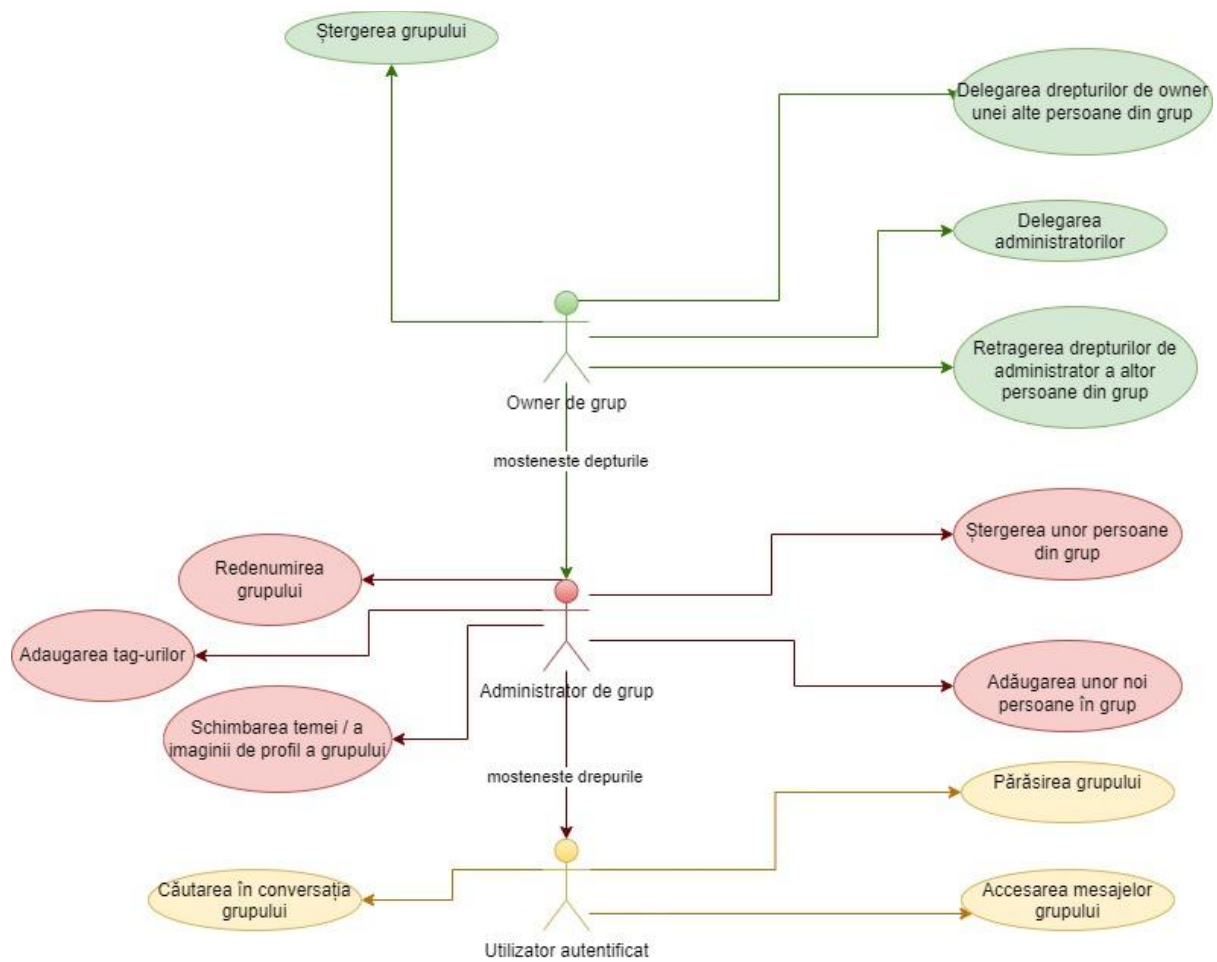 Ștergerea grupului
Delegarea drepturilor de owner
unei alte persoane din grup
Delegarea
administratorilor
Retragerea drepturilor de
administrator a altor
persoane din grup
Owner de grup
mosteneste depturile
Ștergerea unor persoane
din grup
Redenumirea
grupului
Adaugarea tag-urilor
Administrator de grup
Adăugarea unor noi
persoane în grup
Schimbarea temei / a
imaginii de profil a grupului
mosteneste drepurile
Părăsirea grupului
Căutarea în conversația
grupului
Accesarea mesajelor
grupului
Utilizator autentificat